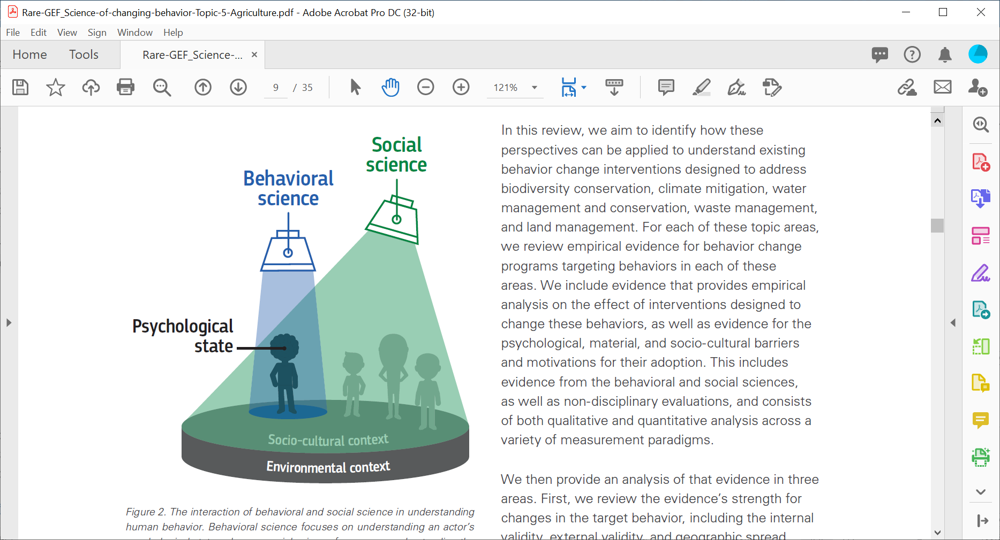 Rare-GEF_Science-of-changing-behavior-Topic-5-Agriculture.pdf - Adobe Acrobat Pro DC (32-bit)
File Edit View Sign Window Help
Home Tools Rare-GEF_Science-... ×
9 / 35 121%
Social
science
Behavioral
science
Psychological
state
Socio-cultural context
Environmental context
Figure 2. The interaction of behavioral and social science in understanding
human behavior. Behavioral science focuses on understanding an actor's
In this review, we aim to identify how these
perspectives can be applied to understand existing
behavior change interventions designed to address
biodiversity conservation, climate mitigation, water
management and conservation, waste management,
and land management. For each of these topic areas,
we review empirical evidence for behavior change
programs targeting behaviors in each of these
areas. We include evidence that provides empirical
analysis on the effect of interventions designed to
change these behaviors, as well as evidence for the
psychological, material, and socio-cultural barriers
and motivations for their adoption. This includes
evidence from the behavioral and social sciences,
as well as non-disciplinary evaluations, and consists
of both qualitative and quantitative analysis across a
variety of measurement paradigms.
We then provide an analysis of that evidence in three
areas. First, we review the evidence's strength for
changes in the target behavior, including the internal
validity, external validity, and geographic spread